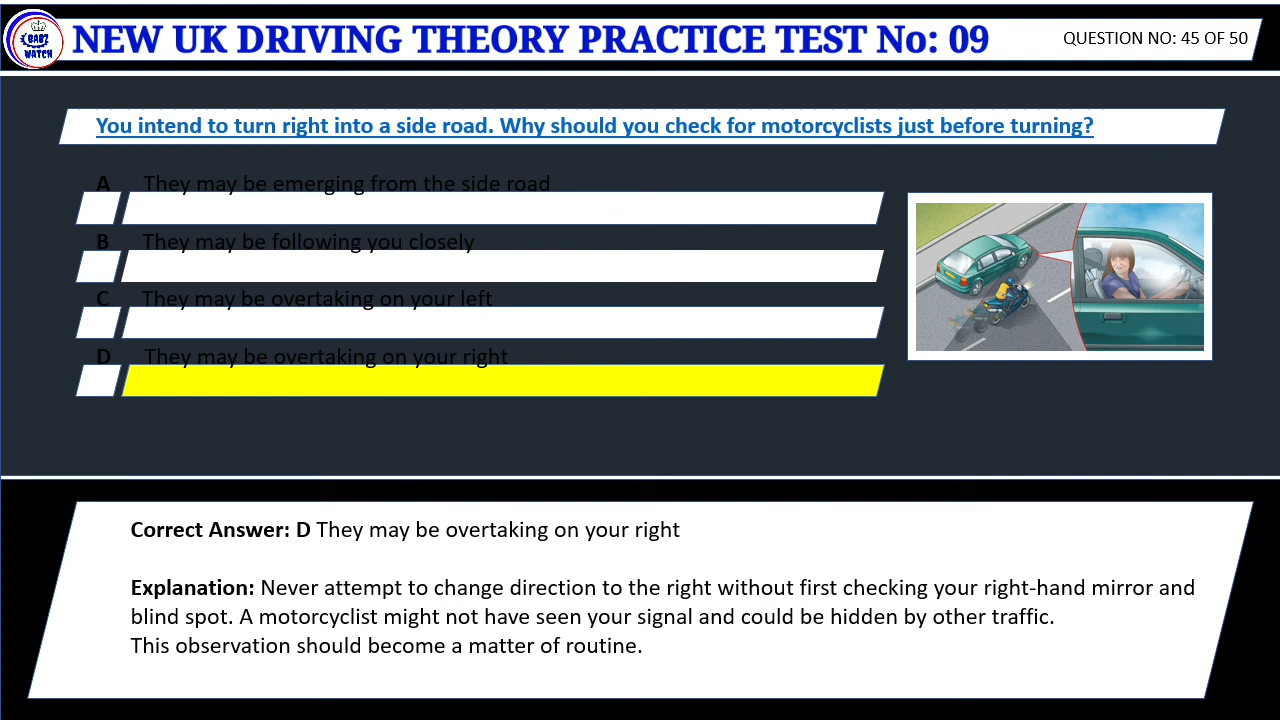 BABZ
WATCH
NEW UK DRIVING THEORY PRACTICE TEST No: 09
QUESTION NO: 45 OF 50
You intend to turn right into a side road. Why should you check for motorcyclists just before turning?
A They may be emerging from the side road
B They may be following you closely
C They may be overtaking on your left
D They may be overtaking on your right
Correct Answer: D They may be overtaking on your right
Explanation: Never attempt to change direction to the right without first checking your right-hand mirror and
blind spot. A motorcyclist might not have seen your signal and could be hidden by other traffic.
This observation should become a matter of routine.